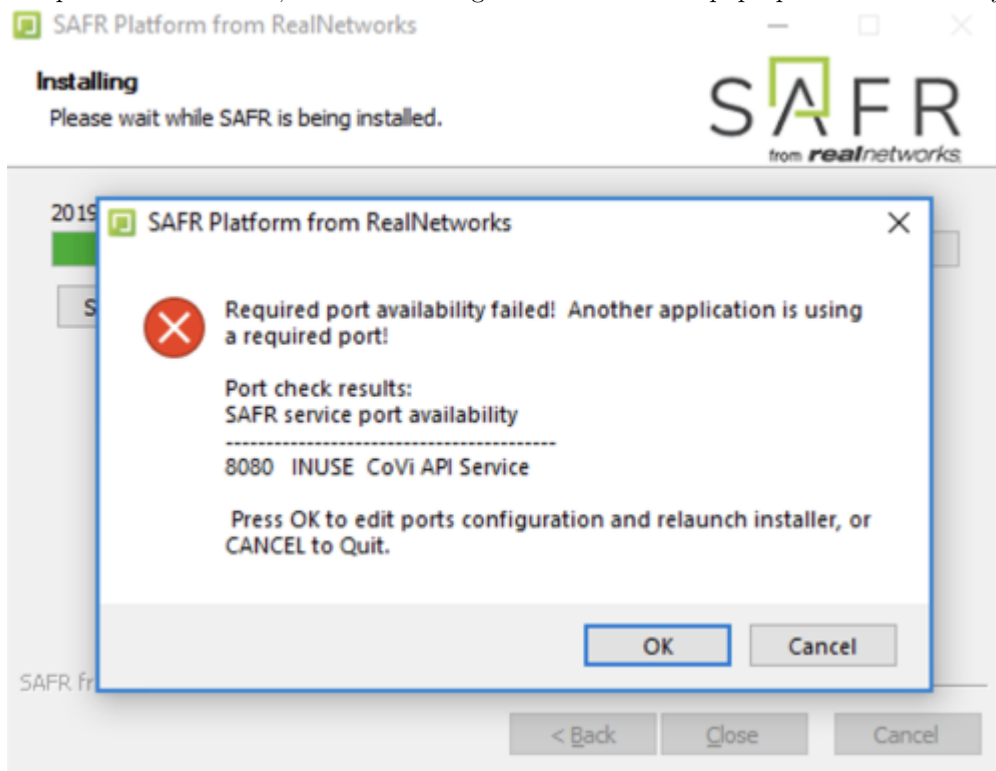 SAFR Platform from RealNetworks
Installing
Please wait while SAFR is being installed.
SAFR
from realnetworks
2019
SAFR Platform from RealNetworks
Required port availability failed! Another application is using
a required port!
Port check results:
SAFR service port availability
----------------------------------------
8080 INUSE CoVi API Service
Press OK to edit ports configuration and relaunch installer, or
CANCEL to Quit.
OK Cancel
SAFR fr
< Back Close Cancel